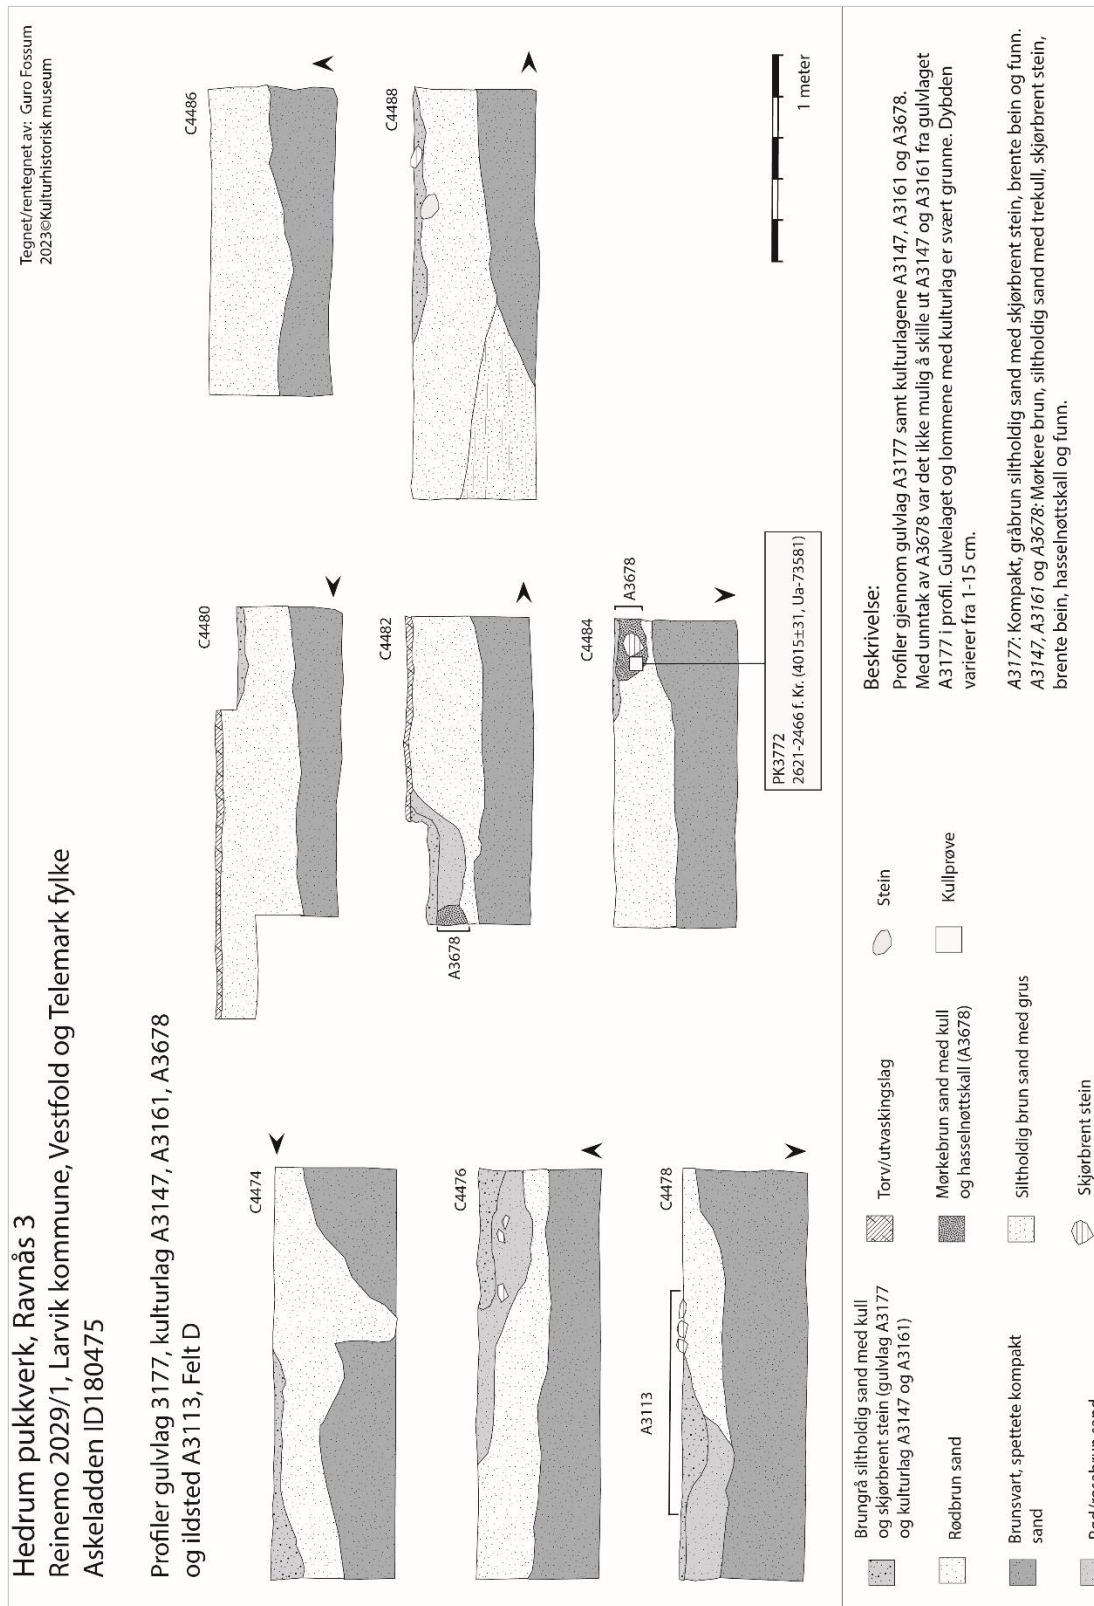 Hedrum pukkverk, Ravnås 3
Reinemo 2029/1, Larvik kommune, Vestfold og Telemark fylke
Askeladden ID180475
Tegnet/rentegnet av: Guro Fossum
2023©Kulturhistorisk museum
Profiler gulvlag 3177, kulturlag A3147, A3161, A3678
og ildsted A3113, Felt D
C4474
C4480
C4486
C4476
A3678
C4482
C4488
A3113
C4478
C4484
A3678
PK3772
2621-2466 f. Kr. (4015±31, Ua-73581)
1 meter
Brungrå siltholdig sand med kull
og skjørbrent stein (gulvlag A3177
og kulturlag A3147 og A3161)
Rødbrun sand
Brunsvart, spettete kompakt
sand
Torv/utvaskingslag
Mørkebrun sand med kull
og hasselnøttskall (A3678)
Siltholdig brun sand med grus
Skjørbrent stein
Stein
Kullprøve
Beskrivelse:
Profiler gjennom gulvlag A3177 samt kulturlagene A3147, A3161 og A3678.
Med unntak av A3678 var det ikke mulig å skille ut A3147 og A3161 fra gulvlaget
A3177 i profil. Gulvelaget og lommene med kulturlag er svært grunne. Dybden
varierer fra 1-15 cm.
A3177: Kompakt, gråbrun siltholdig sand med skjørbrent stein, brente bein og funn.
A3147, A3161 og A3678: Mørkere brun, siltholdig sand med trekull, skjørbrent stein,
brente bein, hasselnøttskall og funn.